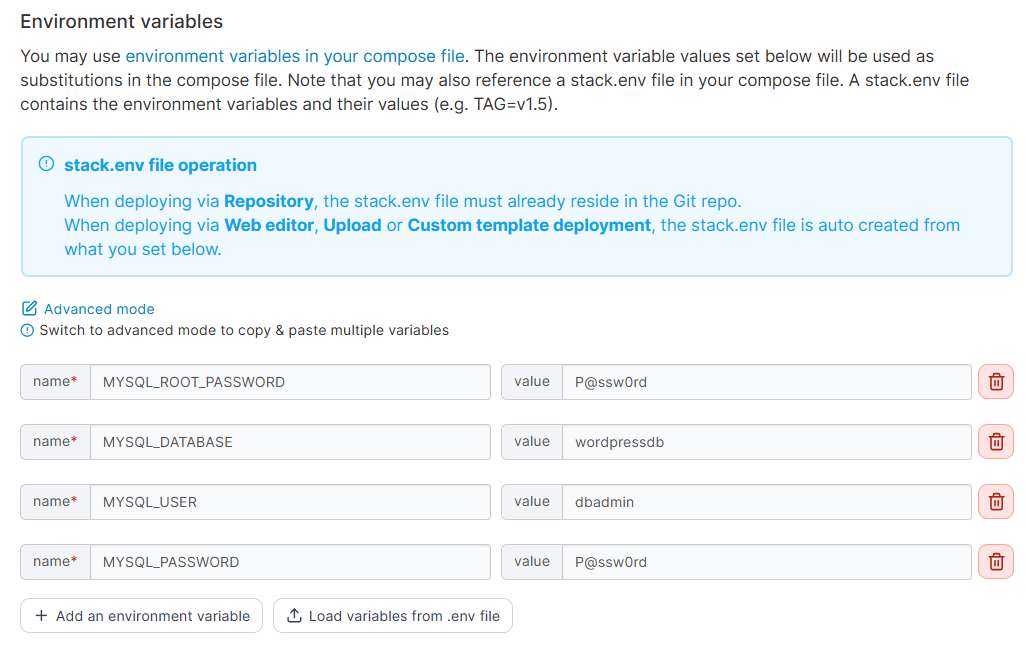 Environment variables
You may use environment variables in your compose file. The environment variable values set below will be used as
substitutions in the compose file. Note that you may also reference a stack.env file in your compose file. A stack.env file
contains the environment variables and their values (e.g. TAG=v1.5).
stack.env file operation
When deploying via Repository, the stack.env file must already reside in the Git repo.
When deploying via Web editor, Upload or Custom template deployment, the stack.env file is auto created from
what you set below.
Advanced mode
Switch to advanced mode to copy & paste multiple variables
name* MYSQL_ROOT_PASSWORD value P@ssw0rd
name* MYSQL_DATABASE value wordpressdb
name* MYSQL_USER value dbadmin
name* MYSQL_PASSWORD value P@ssw0rd
+ Add an environment variable Load variables from .env file